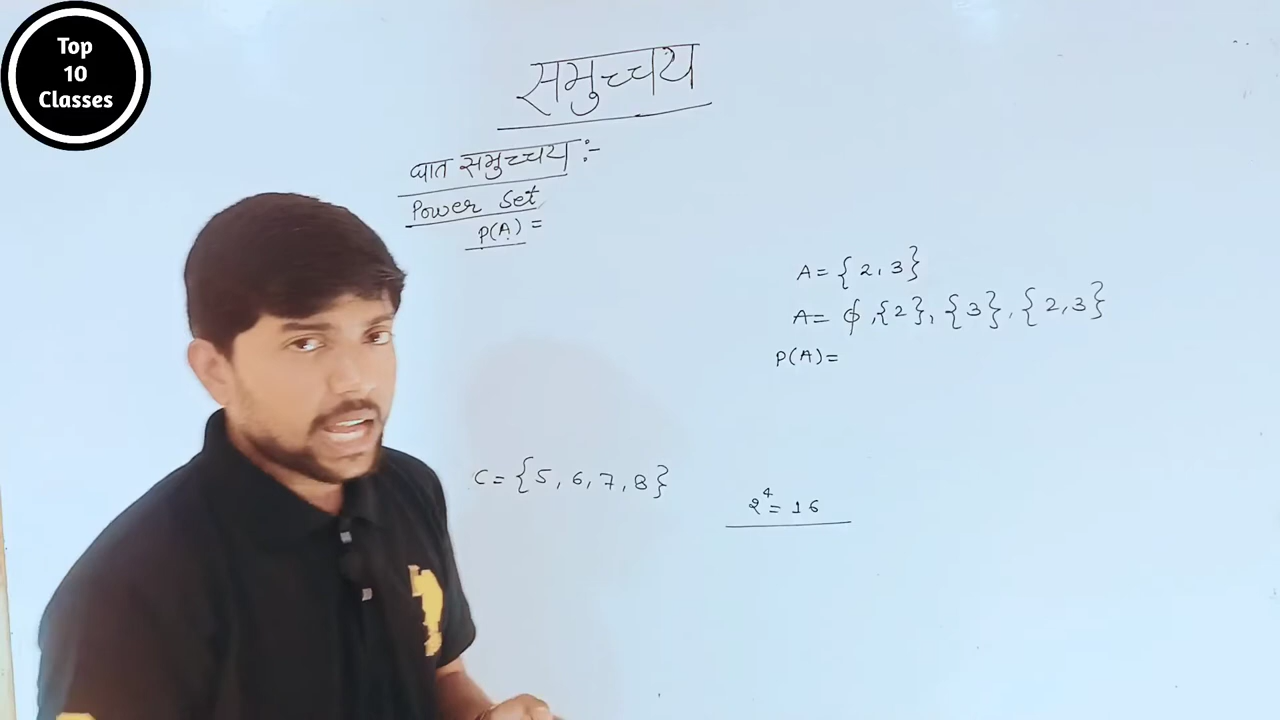 Top
10
Classes
समुच्चय
घात समुच्चय :-
Power Set
P(A) =
A = { 2, 3 }
A = ϕ, {2}, {3}, {2,3}
P(A) =
C = {5, 6, 7, 8}
2⁴ = 16